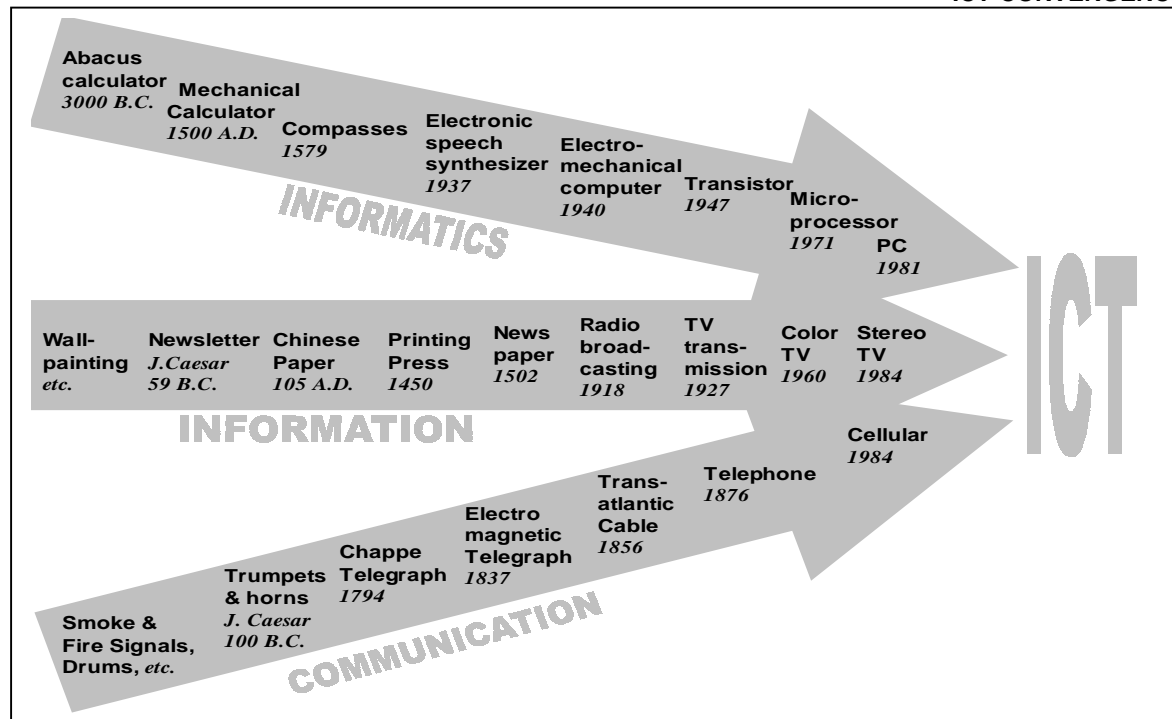 Abacus
calculator
3000 B.C.
Mechanical
Calculator
1500 A.D.
Compasses
1579
Electronic
speech
synthesizer
1937
Electro-
mechanical
computer
1940
Transistor
1947
Micro-
processor
1971
PC
1981
INFORMATICS
Wall-
painting
etc.
Newsletter
J.Caesar
59 B.C.
Chinese
Paper
105 A.D.
Printing
Press
1450
News
paper
1502
Radio
broad-
casting
1918
TV
trans-
mission
1927
Color
TV
1960
Stereo
TV
1984
INFORMATION
Smoke &
Fire Signals,
Drums, etc.
Trumpets
& horns
J. Caesar
100 B.C.
Chappe
Telegraph
1794
Electro
magnetic
Telegraph
1837
Trans-
atlantic
Cable
1856
Telephone
1876
Cellular
1984
COMMUNICATION
ICT